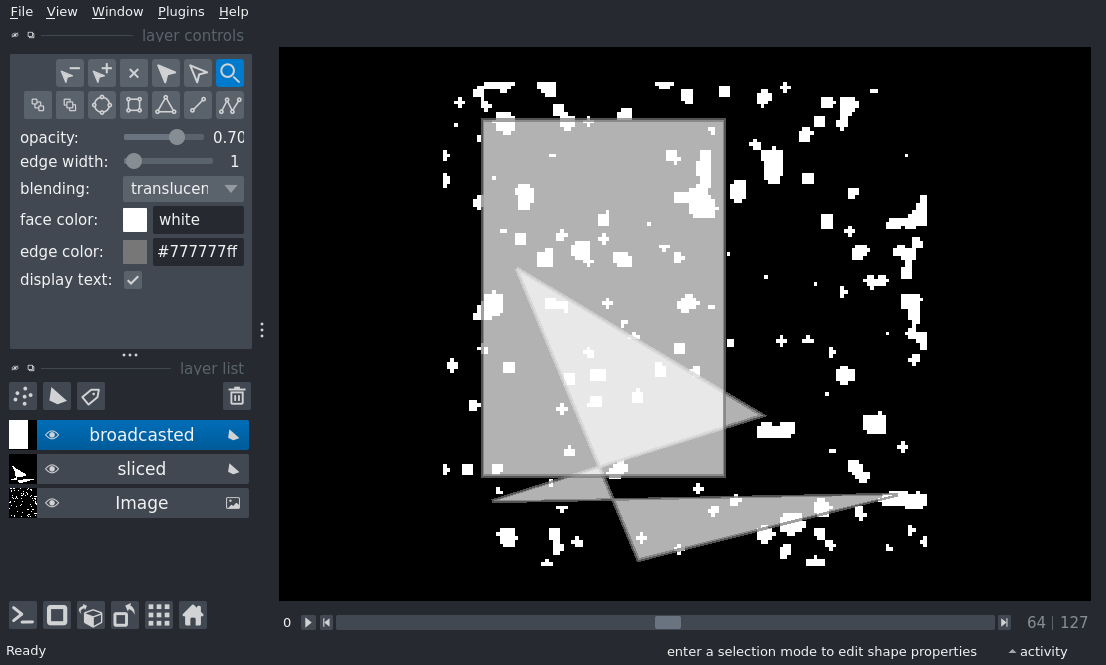 File View Window Plugins Help
layer controls
opacity: 0.70
edge width: 1
blending: translucen
face color: white
edge color: #777777ff
display text:
layer list
broadcasted
sliced
Image
0 64 | 127
Ready enter a selection mode to edit shape properties activity